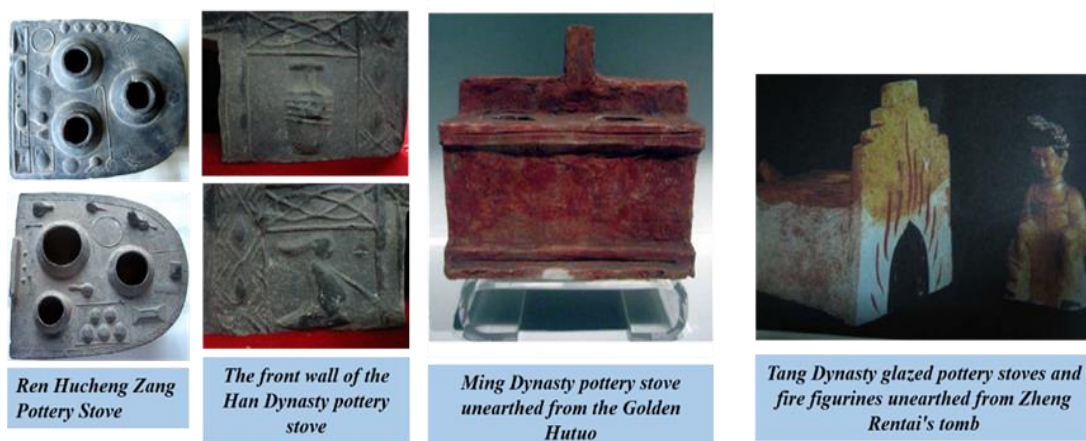 Ren Hucheng Zang
Pottery Stove
The front wall of the
Han Dynasty pottery
stove
Ming Dynasty pottery stove
unearthed from the Golden
Hutuo
Tang Dynasty glazed pottery stoves and
fire figurines unearthed from Zheng
Rentai's tomb